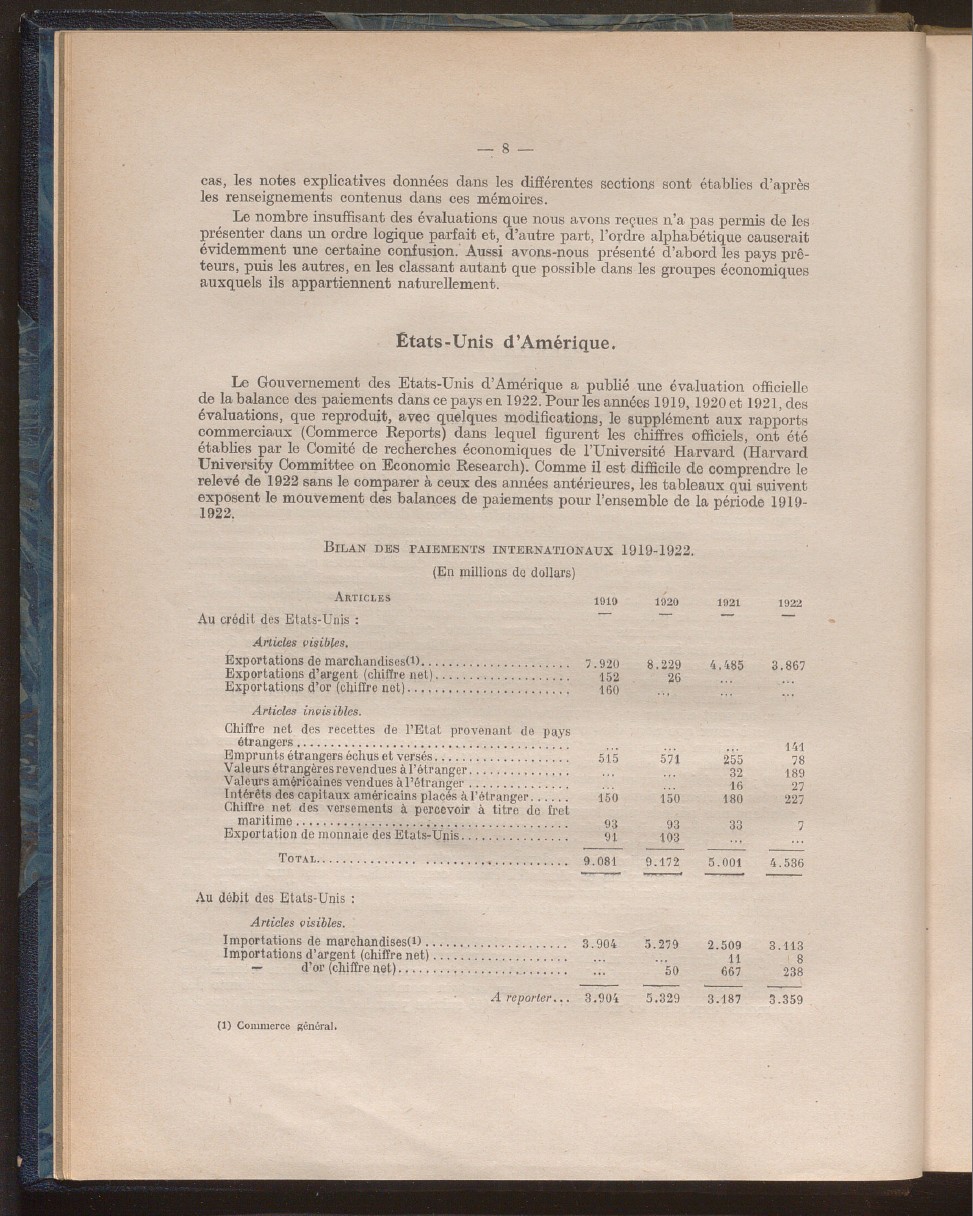 — 8 —
cas, les notes explicatives données dans les différentes sections sont établies d'après
les renseignements contenus dans ces mémoires.
Le nombre insuffisant des évaluations que nous avons reçues n'a pas permis de les
présenter dans un ordre logique parfait et, d'autre part, l'ordre alphabétique causerait
évidemment une certaine confusion. Aussi avons-nous présenté d'abord les pays prê-
teurs, puis les autres, en les classant autant que possible dans les groupes économiques
auxquels ils appartiennent naturellement.
États-Unis d'Amérique.
Le Gouvernement des Etats-Unis d'Amérique a publié une évaluation officielle
de la balance des paiements dans ce pays en 1922. Pour les années 1919, 1920 et 1921, des
évaluations, que reproduit, avec quelques modifications, le supplément aux rapports
commerciaux (Commerce Reports) dans lequel figurent les chiffres officiels, ont été
établies par le Comité de recherches économiques de l'Université Harvard (Harvard
University Committee on Economic Research). Comme il est difficile de comprendre le
relevé de 1922 sans le comparer à ceux des années antérieures, les tableaux qui suivent
exposent le mouvement des balances de paiements pour l'ensemble de la période 1919-
1922.
BILAN DES PAIEMENTS INTERNATIONAUX 1919-1922.
(En millions de dollars)
ARTICLES 1919 1920 1921 1922
Au crédit des Etats-Unis :
Articles visibles.
Exportations de marchandises(1)...................... 7.920 8.229 4.485 3.867
Exportations d'argent (chiffre net).................... 152 26 ... ...
Exportations d'or (chiffre net)........................ 160 ... ... ...
Articles invisibles.
Chiffre net des recettes de l'Etat provenant de pays
étrangers........................................ ... ... ... 141
Emprunts étrangers échus et versés.................... 515 571 255 78
Valeurs étrangères revendues à l'étranger............... ... ... 32 189
Valeurs américaines vendues à l'étranger ............... ... ... 16 27
Intérêts des capitaux américains placés à l'étranger...... 150 150 180 227
Chiffre net des versements à percevoir à titre de fret
maritime........................................ 93 93 33 7
Exportation de monnaie des Etats-Unis................ 91 103 ... ...
TOTAL.................................... 9.081 9.172 5.001 4.536
Au débit des Etats-Unis :
Articles visibles.
Importations de marchandises(1)..................... 3.904 5.279 2.509 3.113
Importations d'argent (chiffre net).................... ... ... 11 8
— d'or (chiffre net)......................... ... 50 667 238
A reporter... 3.904 5.329 3.187 3.359
(1) Commerce général.